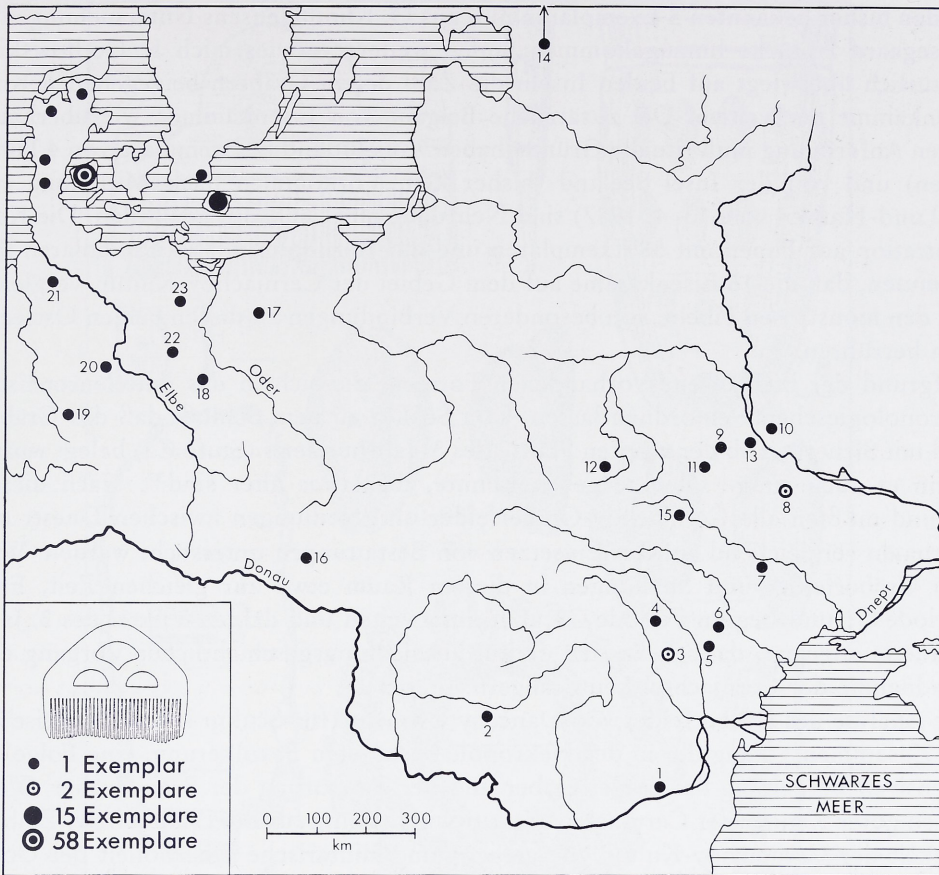 14
21
23
17
22
20
18
19
Elbe
Oder
9
10
13
12
11
8
15
16
Donau
7
Dnepr
4
6
3
5
2
1
1 Exemplar
2 Exemplare
15 Exemplare
58 Exemplare
0 100 200 300
km
SCHWARZES
MEER